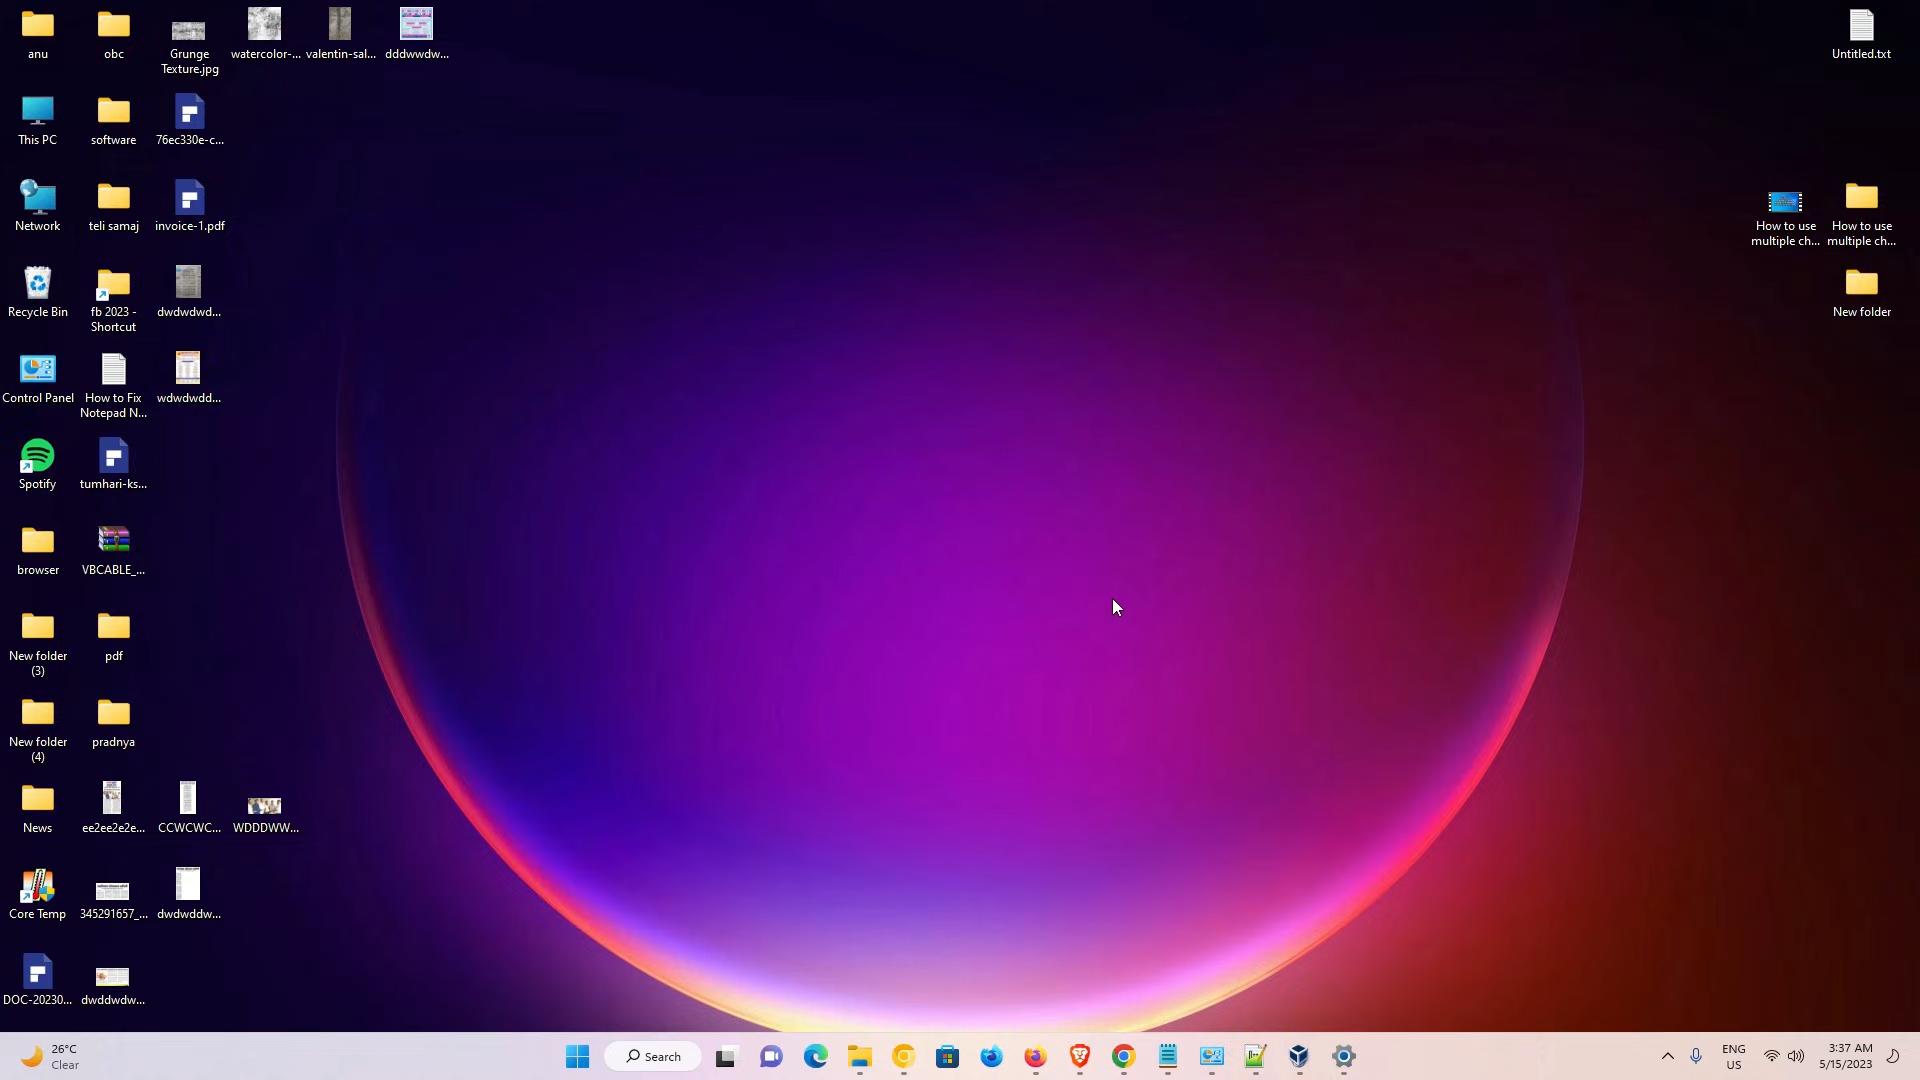 anu
obc
Grunge
Texture.jpg
watercolor-...
valentin-sal...
dddwwdw...
Untitled.txt
This PC
software
76ec330e-c...
Network
teli samaj
invoice-1.pdf
How to use
multiple ch...
How to use
multiple ch...
Recycle Bin
fb 2023 -
Shortcut
dwdwdwd...
New folder
Control Panel
How to Fix
Notepad N...
wdwdwdd...
Spotify
tumhari-ks...
browser
VBCABLE_...
New folder
(3)
pdf
New folder
(4)
pradnya
News
ee2ee2e2e...
CCWCWC...
WDDDWW...
Core Temp
345291657_...
dwdwddw...
DOC-20230...
dwddwdw...
26°C
Clear
Search
ENG
US
3:37 AM
5/15/2023